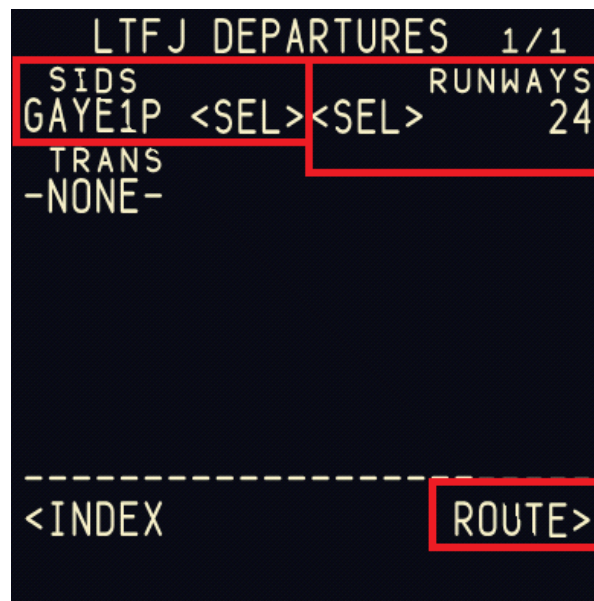 LTFJ DEPARTURES 1/1
SIDS RUNWAYS
GAYE1P <SEL> <SEL> 24
TRANS
-NONE-
--------------------
<INDEX ROUTE>